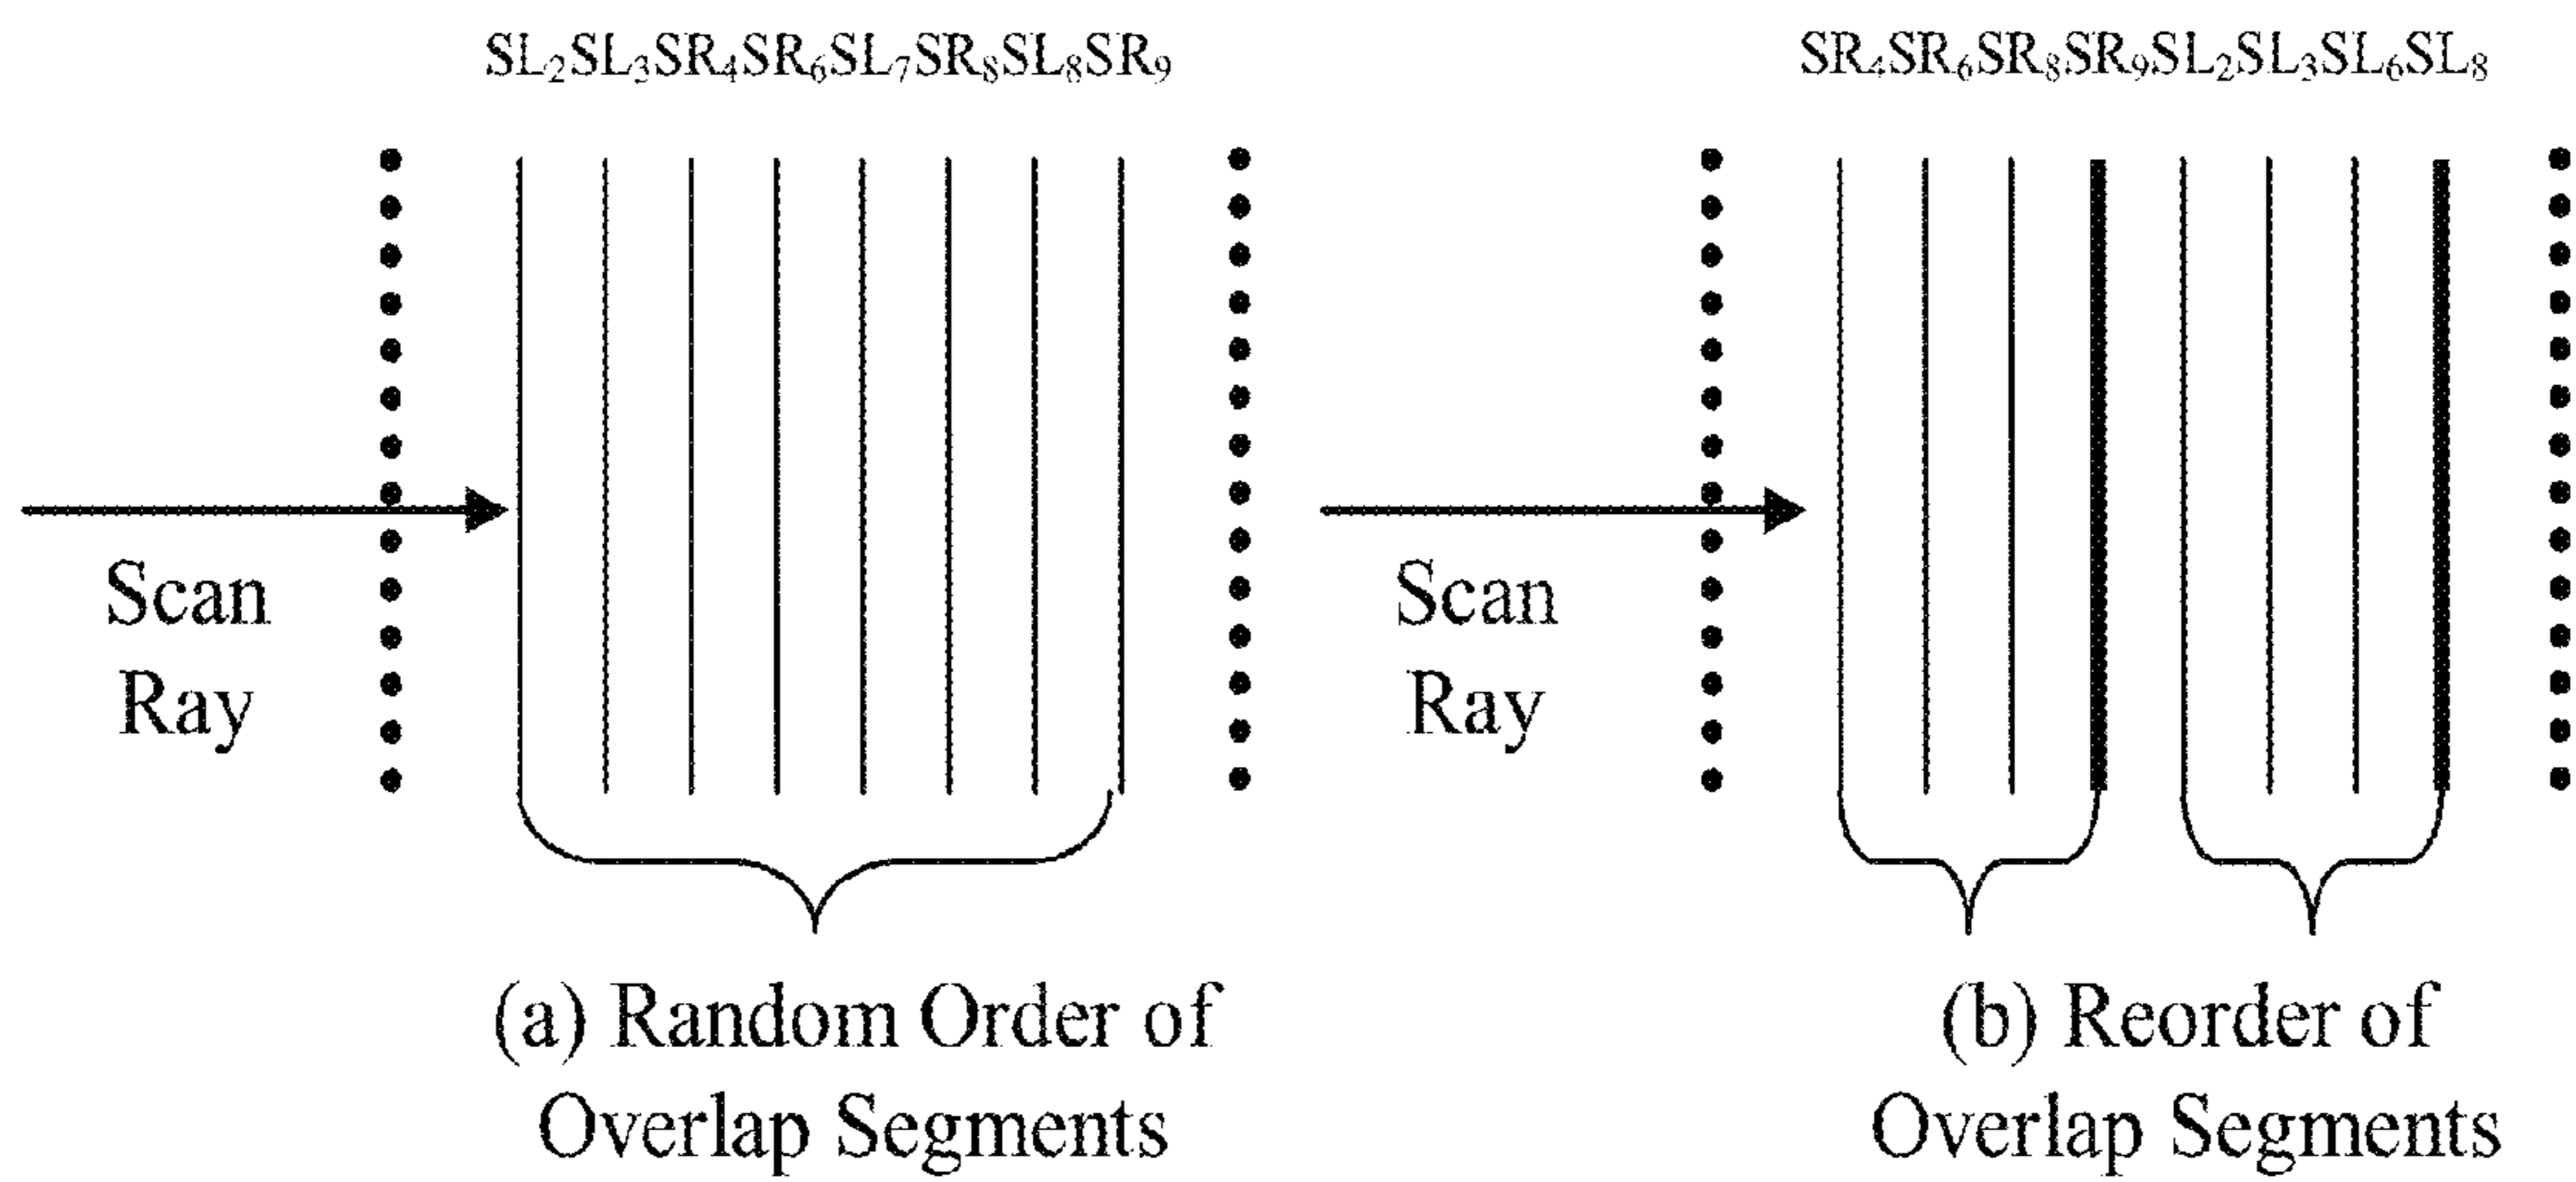 SL₂SL₃SR₄SR₆SL₇SR₈SL₈SR₉
Scan
Ray
(a) Random Order of
Overlap Segments
SR₄SR₆SR₈SR₉SL₂SL₃SL₆SL₈
Scan
Ray
(b) Reorder of
Overlap Segments